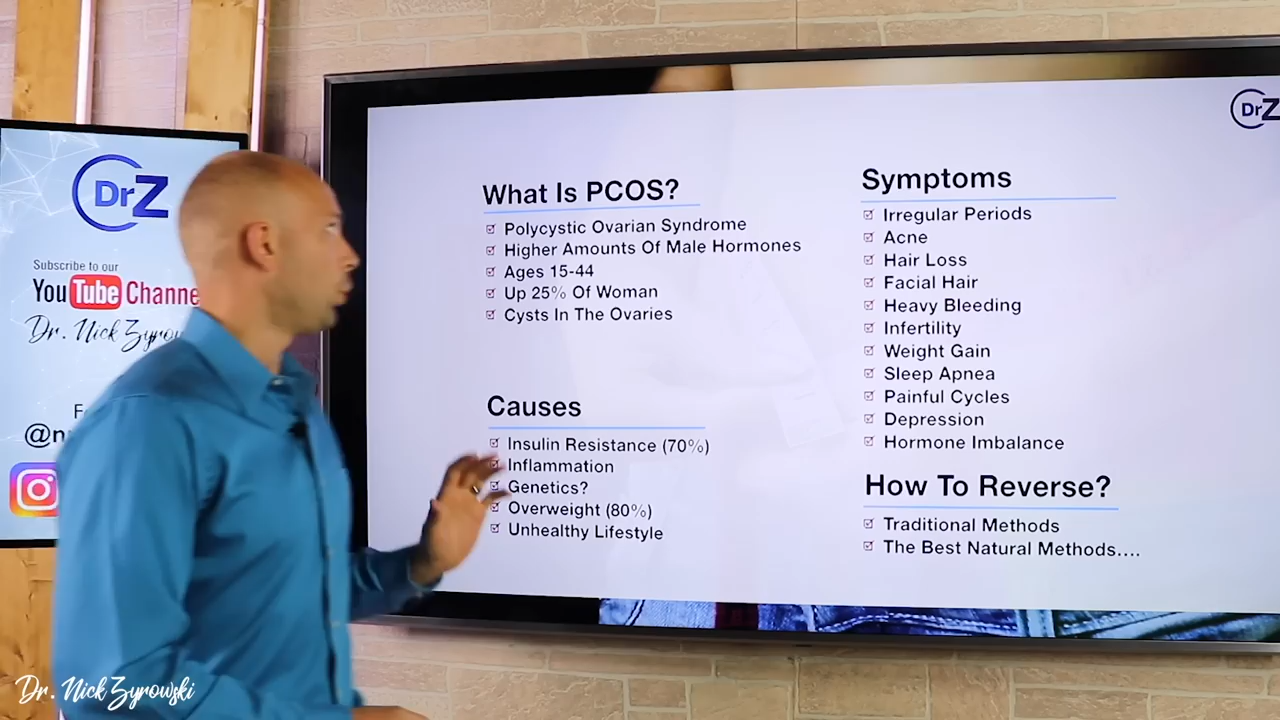 DrZ
Subscribe to our
YouTube Channe
Dr. Nick Zyrow
@n
DrZ
What Is PCOS?
Polycystic Ovarian Syndrome
Higher Amounts Of Male Hormones
Ages 15-44
Up 25% Of Woman
Cysts In The Ovaries
Causes
Insulin Resistance (70%)
Inflammation
Genetics?
Overweight (80%)
Unhealthy Lifestyle
Symptoms
Irregular Periods
Acne
Hair Loss
Facial Hair
Heavy Bleeding
Infertility
Weight Gain
Sleep Apnea
Painful Cycles
Depression
Hormone Imbalance
How To Reverse?
Traditional Methods
The Best Natural Methods....
Dr. Nick Zyrowski